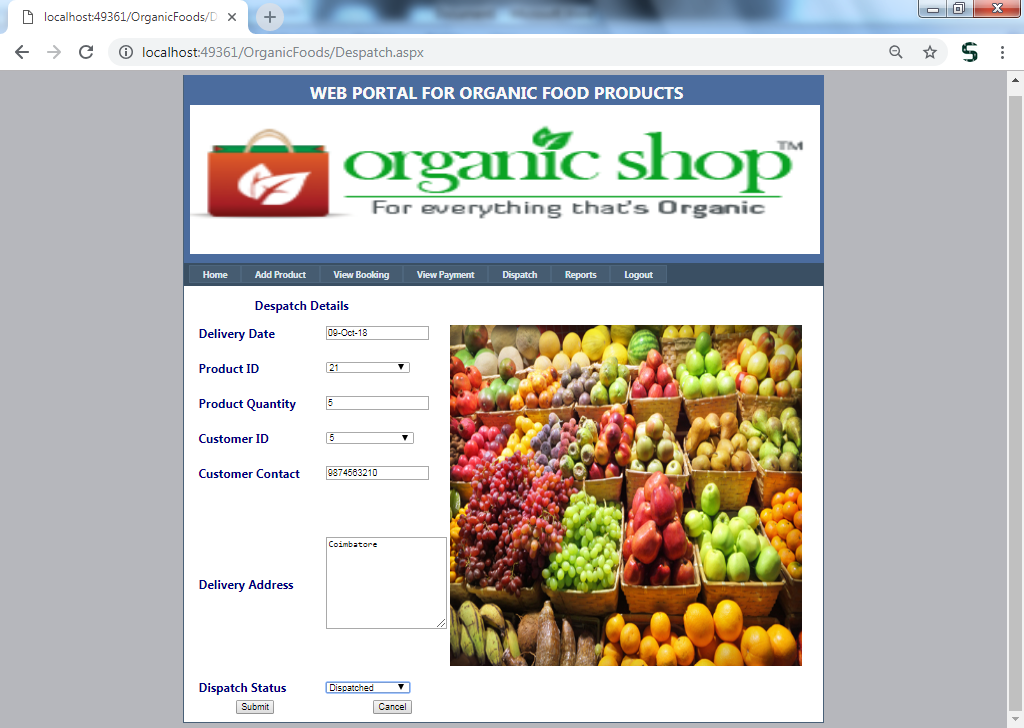 localhost:49361/OrganicFoods/D
localhost:49361/OrganicFoods/Despatch.aspx
WEB PORTAL FOR ORGANIC FOOD PRODUCTS
organic shop™
For everything that's Organic
Home Add Product View Booking View Payment Dispatch Reports Logout
Despatch Details
Delivery Date 09-Oct-18
Product ID 21
Product Quantity 5
Customer ID 5
Customer Contact 9874563210
Delivery Address Coimbatore
Dispatch Status Dispatched
Submit Cancel